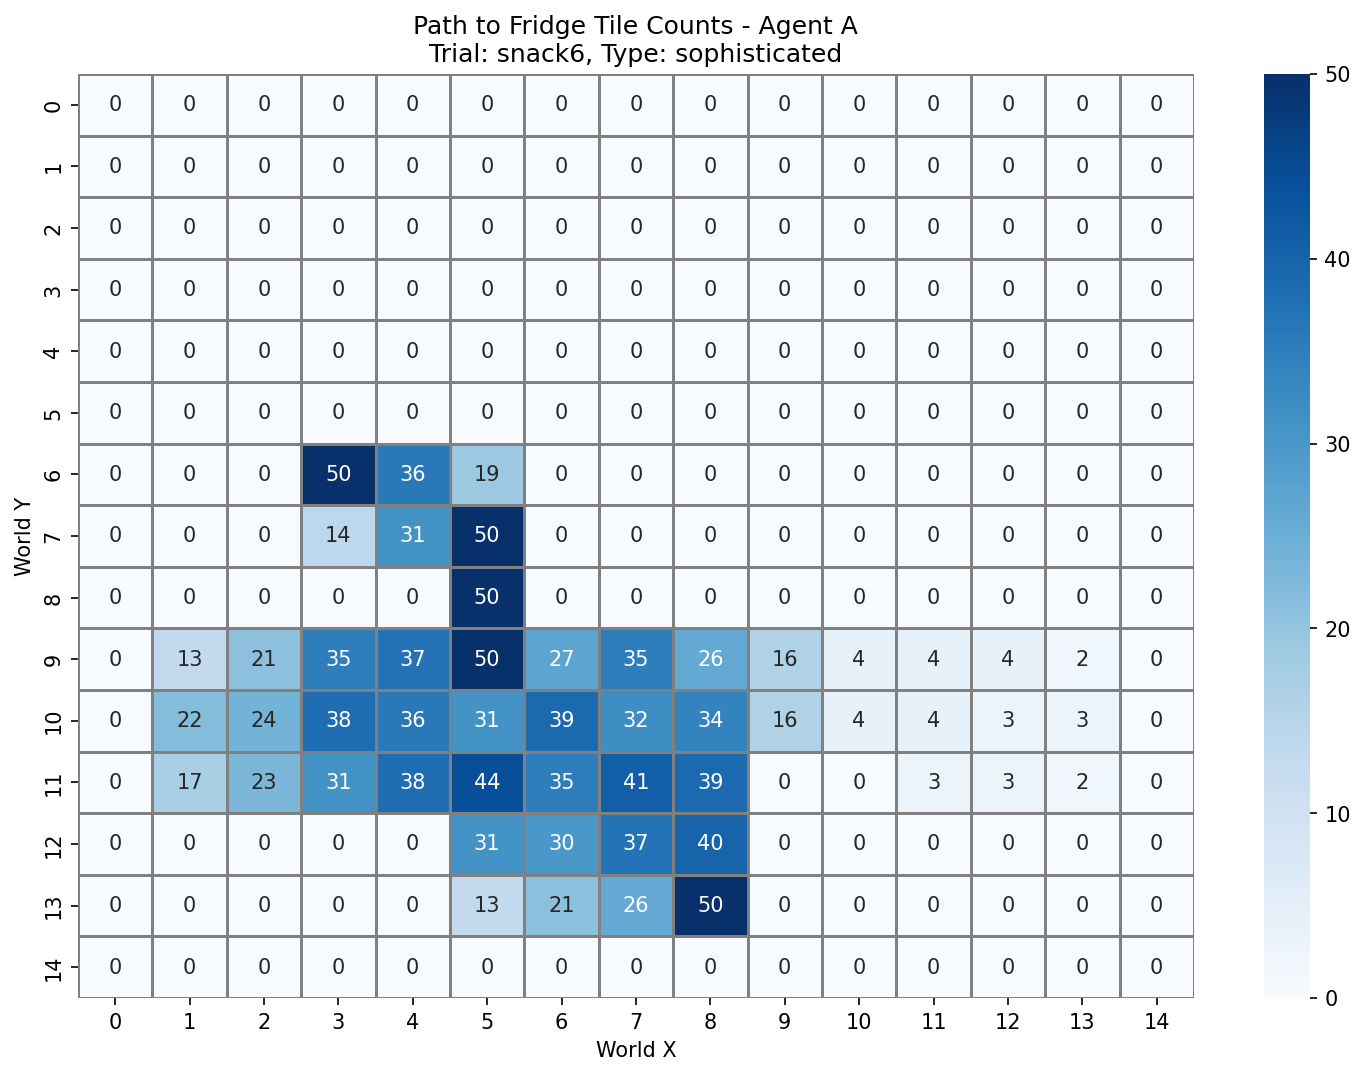 Path to Fridge Tile Counts - Agent A
Trial: snack6, Type: sophisticated
0 0 0 0 0 0 0 0 0 0 0 0 0 0 0 0
1 0 0 0 0 0 0 0 0 0 0 0 0 0 0 0
2 0 0 0 0 0 0 0 0 0 0 0 0 0 0 0
3 0 0 0 0 0 0 0 0 0 0 0 0 0 0 0
4 0 0 0 0 0 0 0 0 0 0 0 0 0 0 0
5 0 0 0 0 0 0 0 0 0 0 0 0 0 0 0
6 0 0 0 50 36 19 0 0 0 0 0 0 0 0 0
7 0 0 0 14 31 50 0 0 0 0 0 0 0 0 0
8 0 0 0 0 0 50 0 0 0 0 0 0 0 0 0
9 0 13 21 35 37 50 27 35 26 16 4 4 4 2 0
10 0 22 24 38 36 31 39 32 34 16 4 4 3 3 0
11 0 17 23 31 38 44 35 41 39 0 0 3 3 2 0
12 0 0 0 0 0 31 30 37 40 0 0 0 0 0 0
13 0 0 0 0 0 13 21 26 50 0 0 0 0 0 0
14 0 0 0 0 0 0 0 0 0 0 0 0 0 0 0
0 1 2 3 4 5 6 7 8 9 10 11 12 13 14
World X
World Y
50
40
30
20
10
0